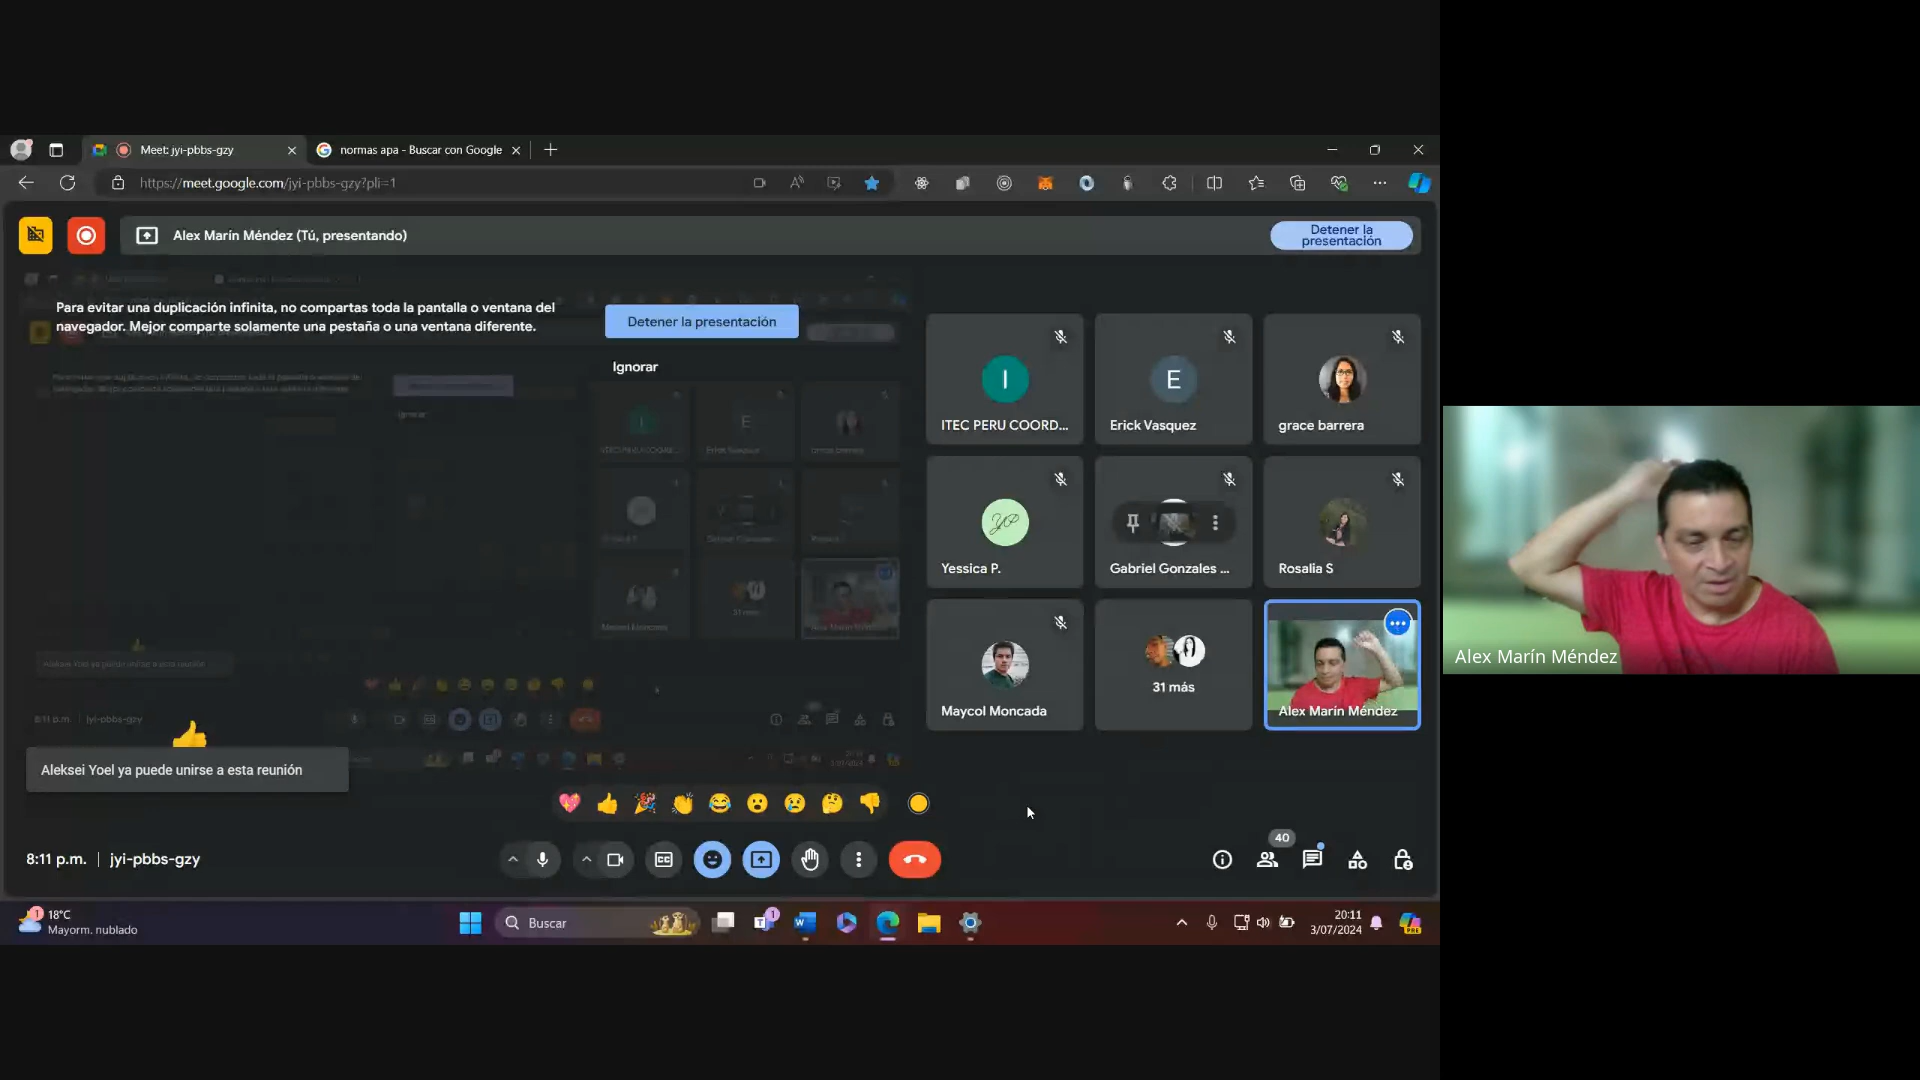 Meet: jyi-pbbs-gzy
normas apa - Buscar con Google
https://meet.google.com/jyi-pbbs-gzy?pli=1
Alex Marín Méndez (Tú, presentando)
Detener la
presentación
Para evitar una duplicación infinita, no compartas toda la pantalla o ventana del
navegador. Mejor comparte solamente una pestaña o una ventana diferente.
Detener la presentación
Ignorar
I
E
ITEC PERU COORD...
Erick Vasquez
grace barrera
Yessica P.
Gabriel Gonzales ...
Rosalia S
Maycol Moncada
31 más
Alex Marín Méndez
Alex Marín Méndez
Aleksei Yoel ya puede unirse a esta reunión
8:11 p.m.
jyi-pbbs-gzy
CC
40
1
18°C
Mayorm. nublado
Buscar
1
20:11
3/07/2024